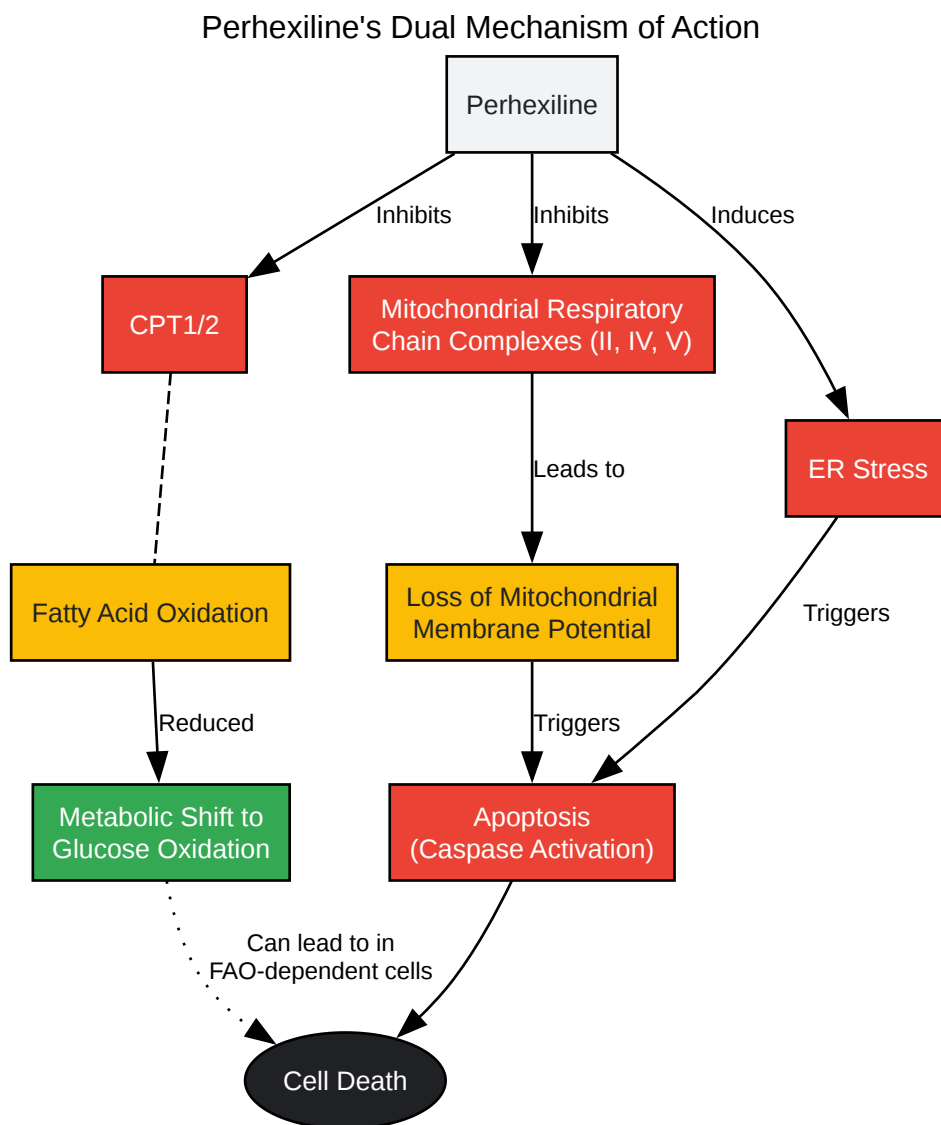 Perhexiline's Dual Mechanism of Action
Perhexiline
Inhibits
Inhibits
Induces
CPT1/2
Mitochondrial Respiratory
Chain Complexes (II, IV, V)
Leads to
ER Stress
Fatty Acid Oxidation
Loss of Mitochondrial
Membrane Potential
Triggers
Reduced
Triggers
Metabolic Shift to
Glucose Oxidation
Apoptosis
(Caspase Activation)
Can lead to in
FAO-dependent cells
Cell Death